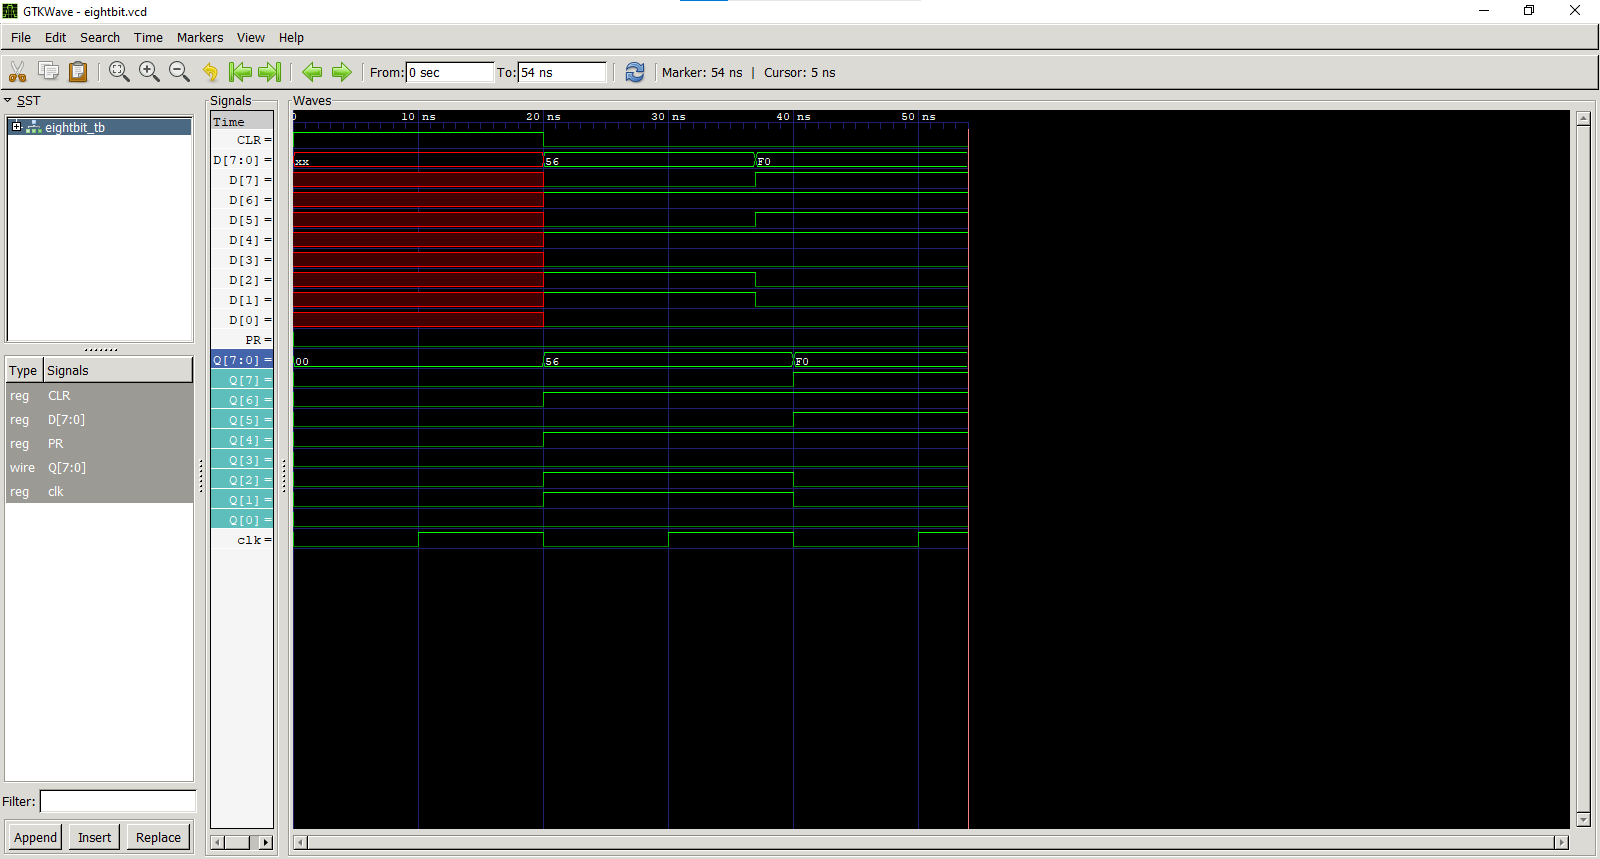 GTKWave - eightbit.vcd
File Edit Search Time Markers View Help
From: 0 sec To: 54 ns Marker: 54 ns | Cursor: 5 ns
SST
eightbit_tb
Type Signals
reg CLR
reg D[7:0]
reg PR
wire Q[7:0]
reg clk
Filter:
Append Insert Replace
Signals
Time
CLR =
D[7:0] =
D[7] =
D[6] =
D[5] =
D[4] =
D[3] =
D[2] =
D[1] =
D[0] =
PR =
Q[7:0] =
Q[7] =
Q[6] =
Q[5] =
Q[4] =
Q[3] =
Q[2] =
Q[1] =
Q[0] =
clk =
Waves
0 10 ns 20 ns 30 ns 40 ns 50 ns
xx 56 F0
00 56 F0